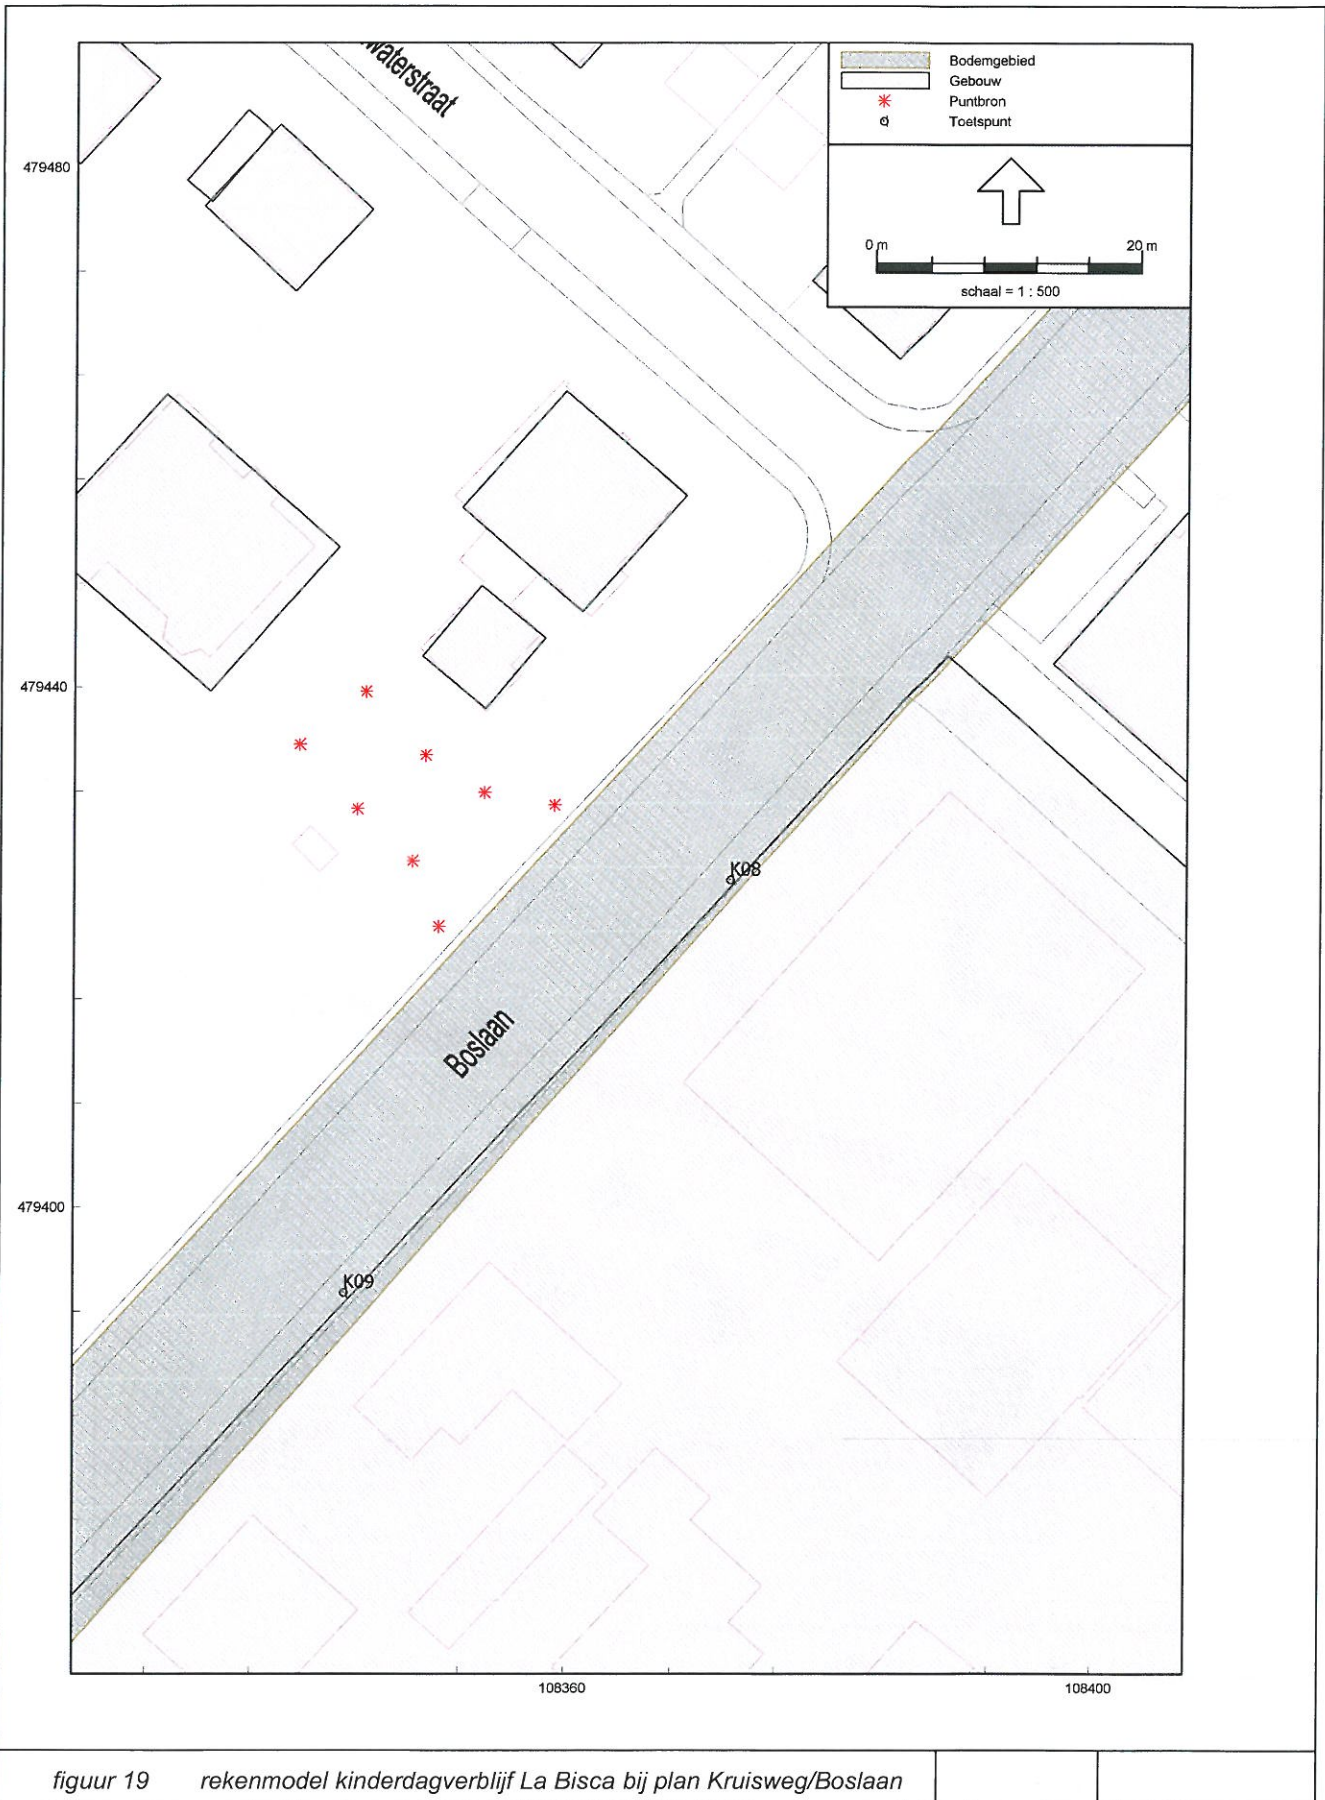 waterstraat
Bodemgebied
Gebouw
Puntbron
Toetspunt
479480
0 m
20 m
schaal = 1 : 500
479440
K08
Boslaan
479400
K09
108360
108400
figuur 19 rekenmodel kinderdagverblijf La Bisca bij plan Kruisweg/Boslaan